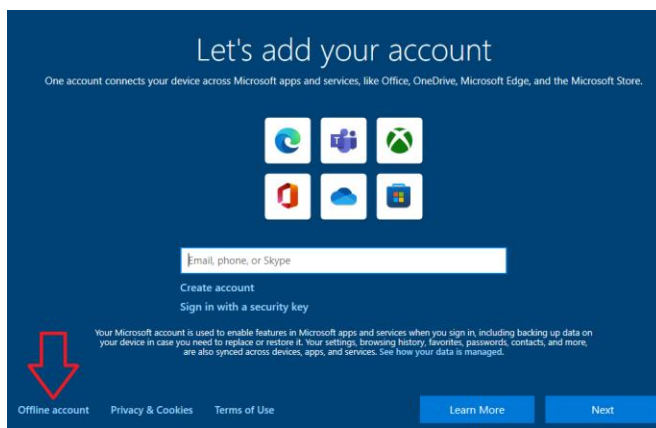 Let's add your account
One account connects your device across Microsoft apps and services, like Office, OneDrive, Microsoft Edge, and the Microsoft Store.
Email, phone, or Skype
Create account
Sign in with a security key
Your Microsoft account is used to enable features in Microsoft apps and services when you sign in, including backing up data on
your device in case you need to replace or restore it. Your settings, browsing history, favorites, passwords, contacts, and more,
are also synced across devices, apps, and services. See how your data is managed.
Offline account Privacy & Cookies Terms of Use Learn More Next